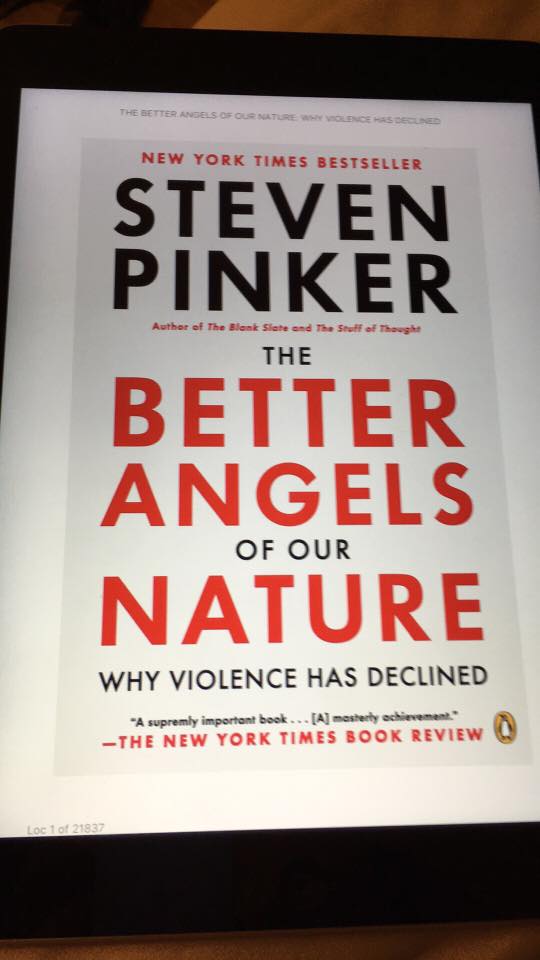 THE BETTER ANGELS OF OUR NATURE: WHY VIOLENCE HAS DECLINED
NEW YORK TIMES BESTSELLER
STEVEN
PINKER
Author of The Blank Slate and The Stuff of Thought
THE
BETTER
ANGELS
OF OUR
NATURE
WHY VIOLENCE HAS DECLINED
"A supremly important book . . . [A] masterly achievement."
—THE NEW YORK TIMES BOOK REVIEW
Loc 1 of 21837